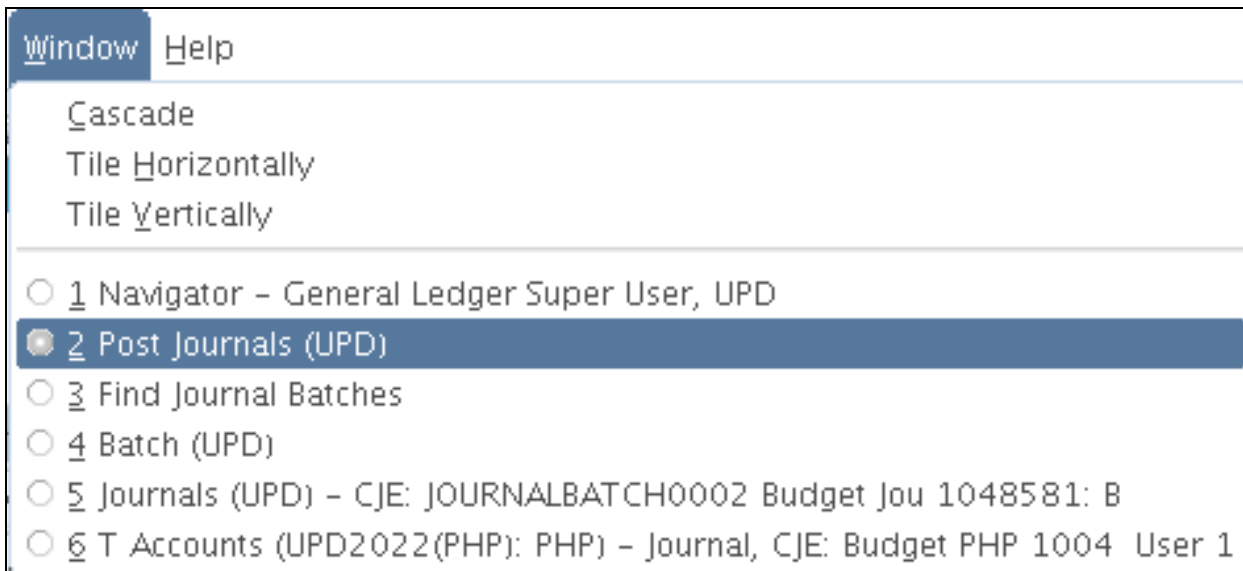 Window Help
Cascade
Tile Horizontally
Tile Vertically
1 Navigator – General Ledger Super User, UPD
2 Post Journals (UPD)
3 Find Journal Batches
4 Batch (UPD)
5 Journals (UPD) – CJE: JOURNALBATCH0002 Budget Jou 1048581: B
6 T Accounts (UPD2022(PHP): PHP) – Journal, CJE: Budget PHP 1004 User 1